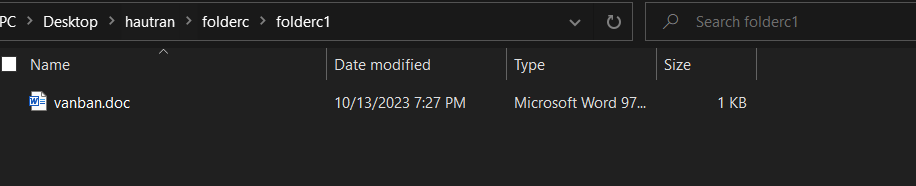 PC > Desktop > hautran > folderc > folderc1 Search folderc1
Name Date modified Type Size
vanban.doc 10/13/2023 7:27 PM Microsoft Word 97... 1 KB